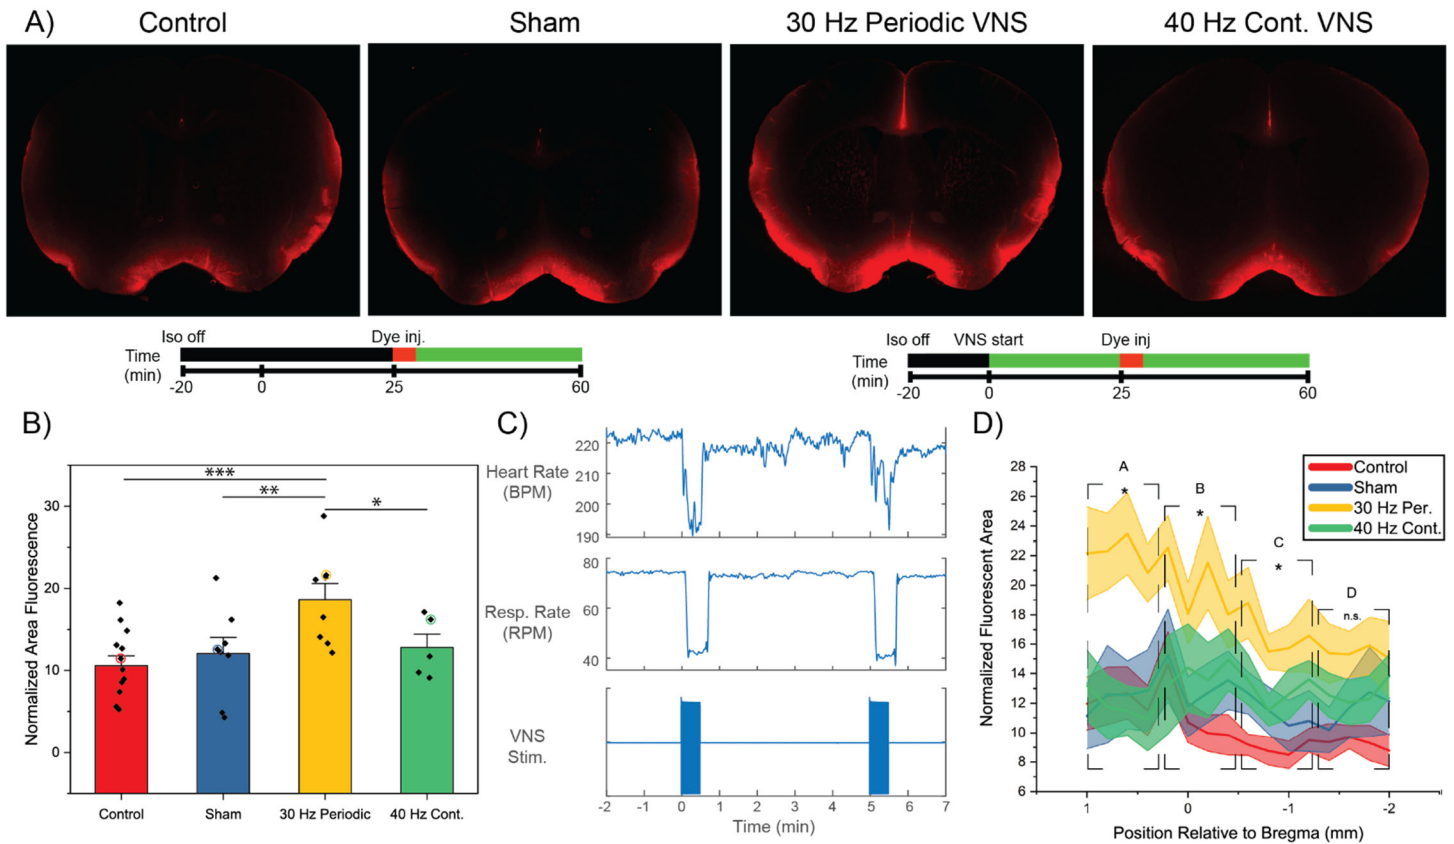 A)
Control
Sham
30 Hz Periodic VNS
40 Hz Cont. VNS
Iso off
Dye inj.
Time
(min)
-20
0
25
60
Iso off
VNS start
Dye inj
Time
(min)
-20
0
25
60
B)
Normalized Area Fluorescence
30
20
10
0
***
**
*
Control
Sham
30 Hz Periodic
40 Hz Cont.
C)
Heart Rate
(BPM)
220
210
200
190
Resp. Rate
(RPM)
80
60
40
VNS
Stim.
-2
-1
0
1
2
3
4
5
6
7
Time (min)
D)
Normalized Fluorescent Area
28
26
24
22
20
18
16
14
12
10
8
6
A
*
B
*
C
*
D
n.s.
Control
Sham
30 Hz Per.
40 Hz Cont.
1
0
-1
-2
Position Relative to Bregma (mm)